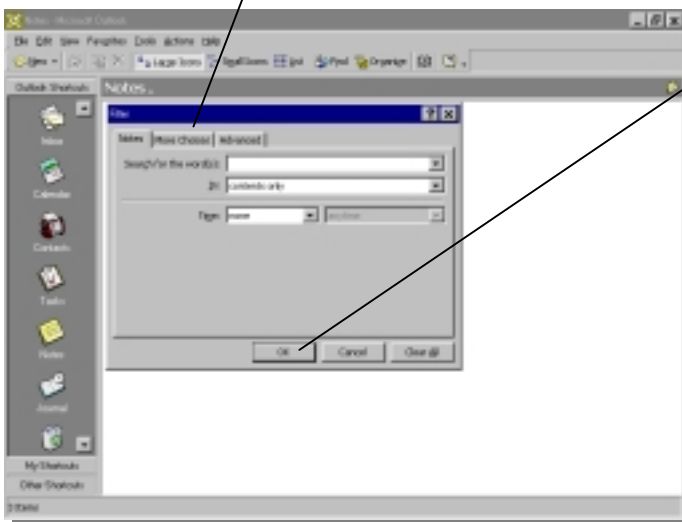 Notes - Microsoft Outlook
File Edit View Favorites Tools Actions Help
New Large Icons Small Icons List Find Organize
Outlook Shortcuts Notes
Filter
Notes More Choices Advanced
Search for the word(s):
In: contents only
Time: none anytime
OK Cancel Clear All
Inbox
Calendar
Contacts
Tasks
Notes
Journal
My Shortcuts
Other Shortcuts
3 Items